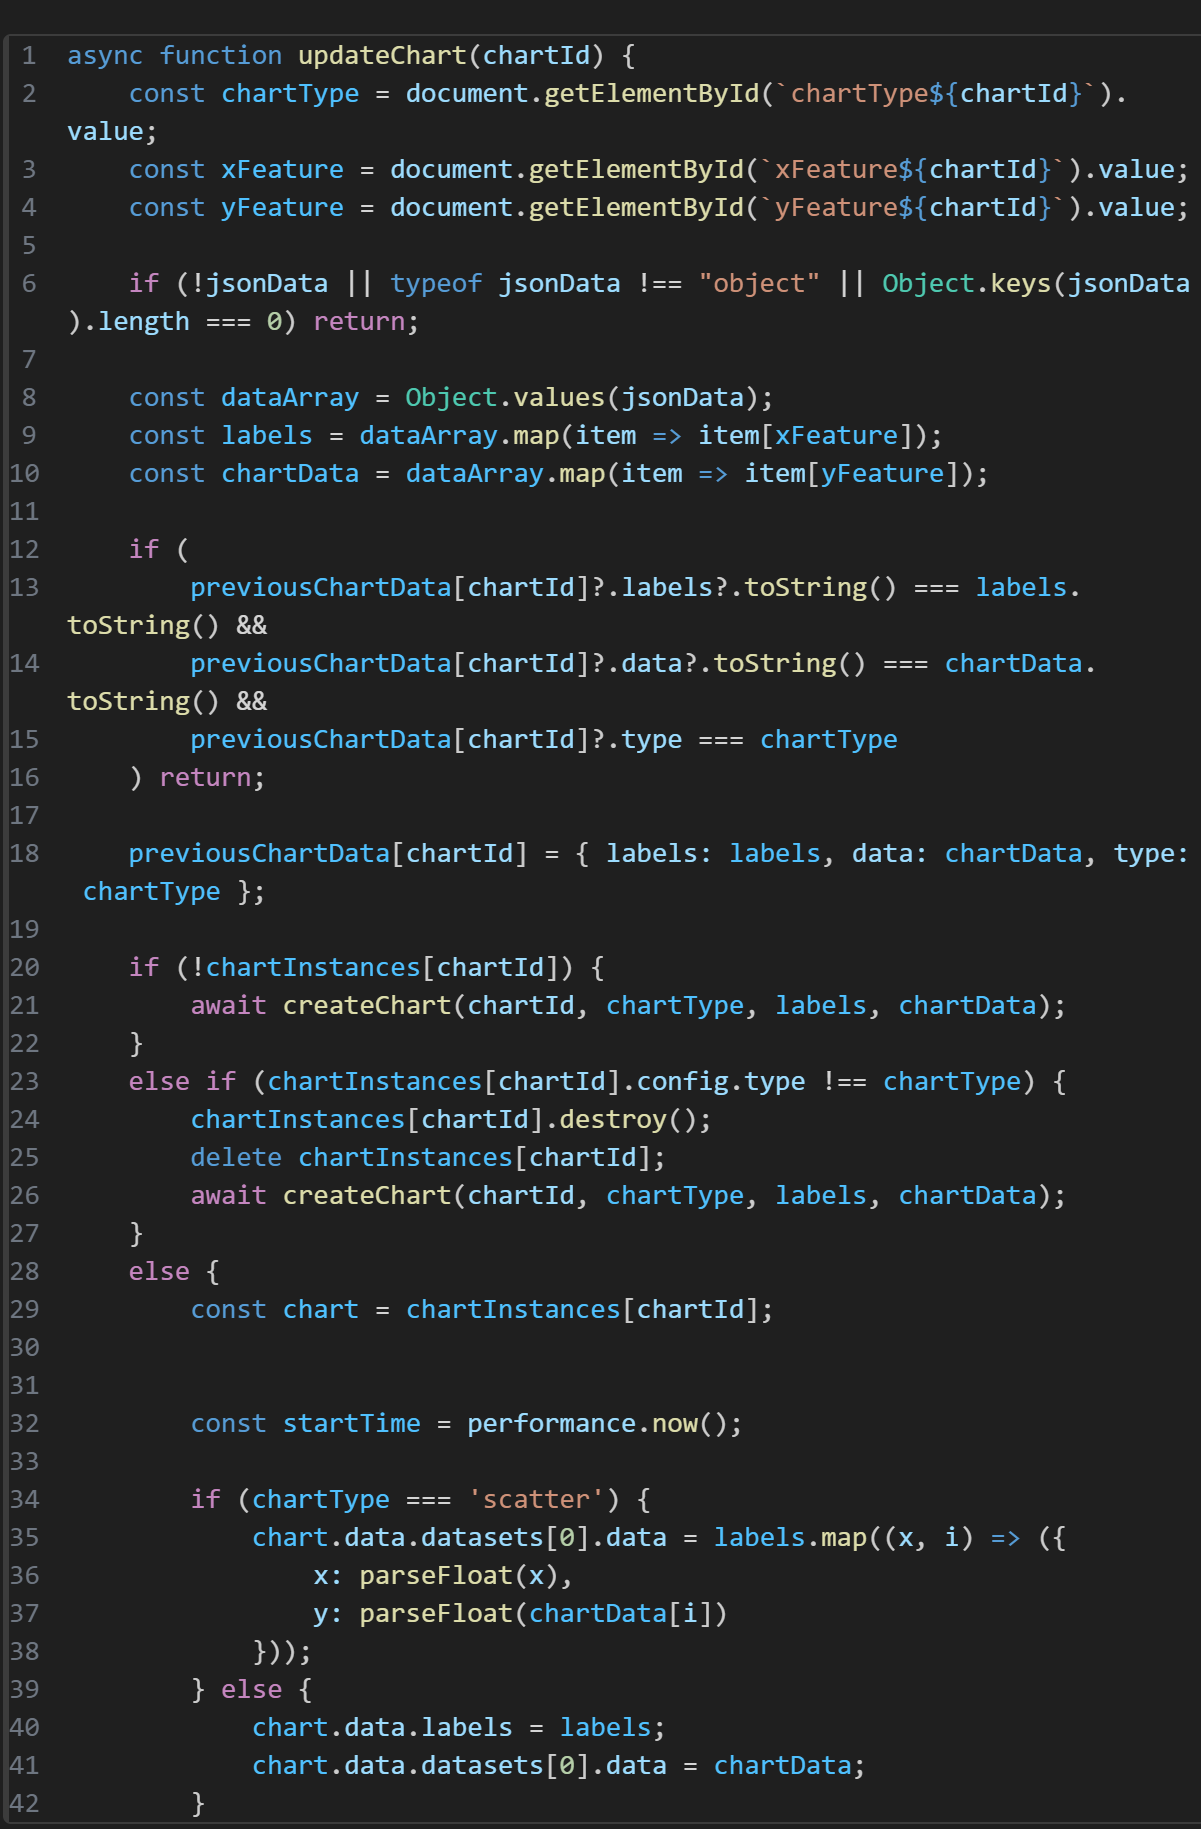 1 async function updateChart(chartId) {
2     const chartType = document.getElementById(`chartType${chartId}`).
value;
3     const xFeature = document.getElementById(`xFeature${chartId}`).value;
4     const yFeature = document.getElementById(`yFeature${chartId}`).value;
5
6     if (!jsonData || typeof jsonData !== "object" || Object.keys(jsonData
).length === 0) return;
7
8     const dataArray = Object.values(jsonData);
9     const labels = dataArray.map(item => item[xFeature]);
10     const chartData = dataArray.map(item => item[yFeature]);
11
12     if (
13         previousChartData[chartId]?.labels?.toString() === labels.
toString() &&
14         previousChartData[chartId]?.data?.toString() === chartData.
toString() &&
15         previousChartData[chartId]?.type === chartType
16     ) return;
17
18     previousChartData[chartId] = { labels: labels, data: chartData, type:
 chartType };
19
20     if (!chartInstances[chartId]) {
21         await createChart(chartId, chartType, labels, chartData);
22     }
23     else if (chartInstances[chartId].config.type !== chartType) {
24         chartInstances[chartId].destroy();
25         delete chartInstances[chartId];
26         await createChart(chartId, chartType, labels, chartData);
27     }
28     else {
29         const chart = chartInstances[chartId];
30
31
32         const startTime = performance.now();
33
34         if (chartType === 'scatter') {
35             chart.data.datasets[0].data = labels.map((x, i) => ({
36                 x: parseFloat(x),
37                 y: parseFloat(chartData[i])
38             }));
39         } else {
40             chart.data.labels = labels;
41             chart.data.datasets[0].data = chartData;
42         }